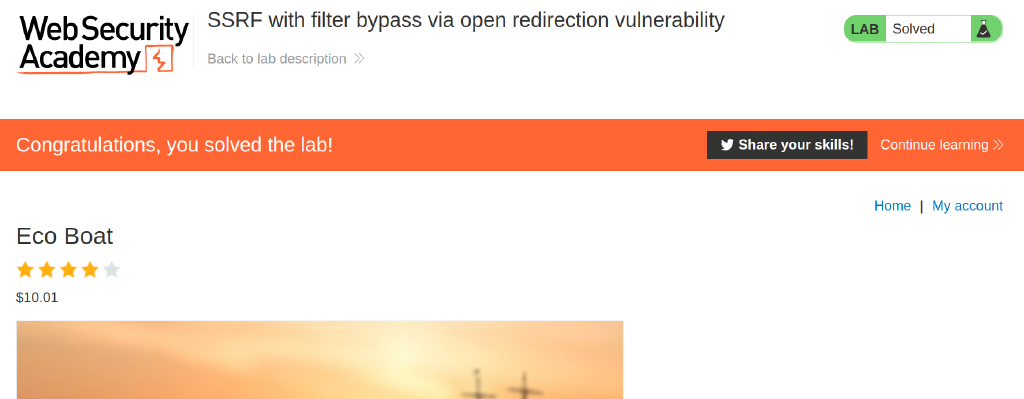 Web Security
Academy
SSRF with filter bypass via open redirection vulnerability
Back to lab description
LAB Solved
Congratulations, you solved the lab!
Share your skills! Continue learning
Home | My account
Eco Boat
$10.01